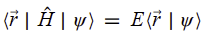 ⟨r⃗ | Ĥ | ψ⟩ = E⟨r⃗ | ψ⟩